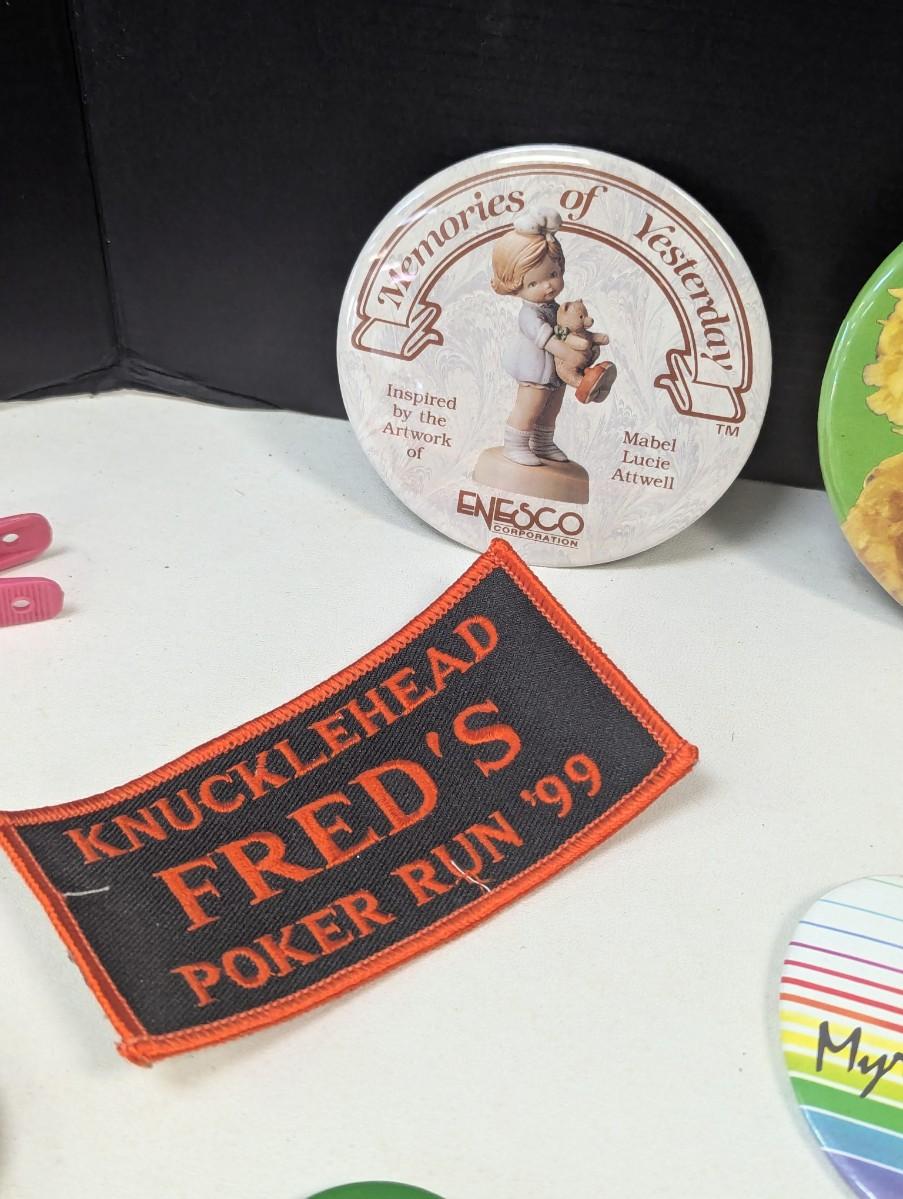 Memories of Yesterday
TM
Inspired
by the
Artwork
of
Mabel
Lucie
Attwell
ENESCO
CORPORATION
KNUCKLEHEAD
FRED'S
POKER RUN '99